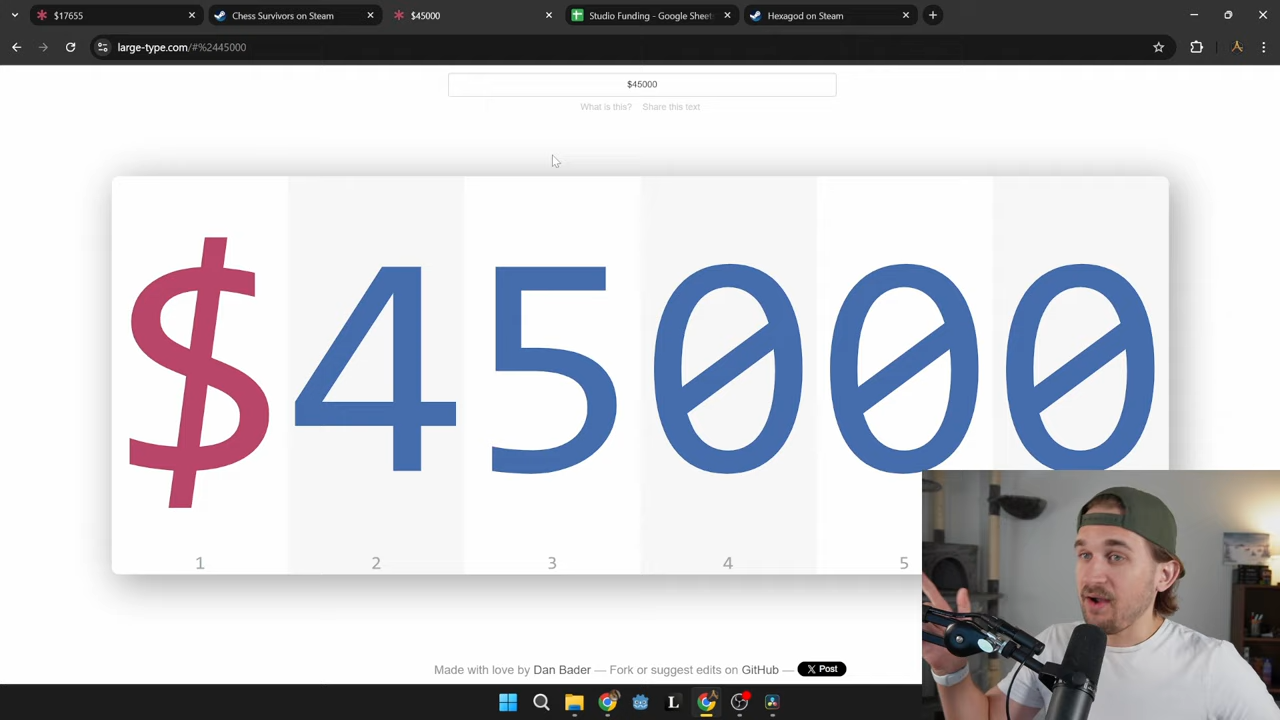 $17655
Chess Survivors on Steam
$45000
Studio Funding - Google Sheet
Hexagod on Steam
large-type.com/#%2445000
$45000
What is this? Share this text
$45000
1 2 3 4 5
Made with love by Dan Bader — Fork or suggest edits on GitHub — X Post
L